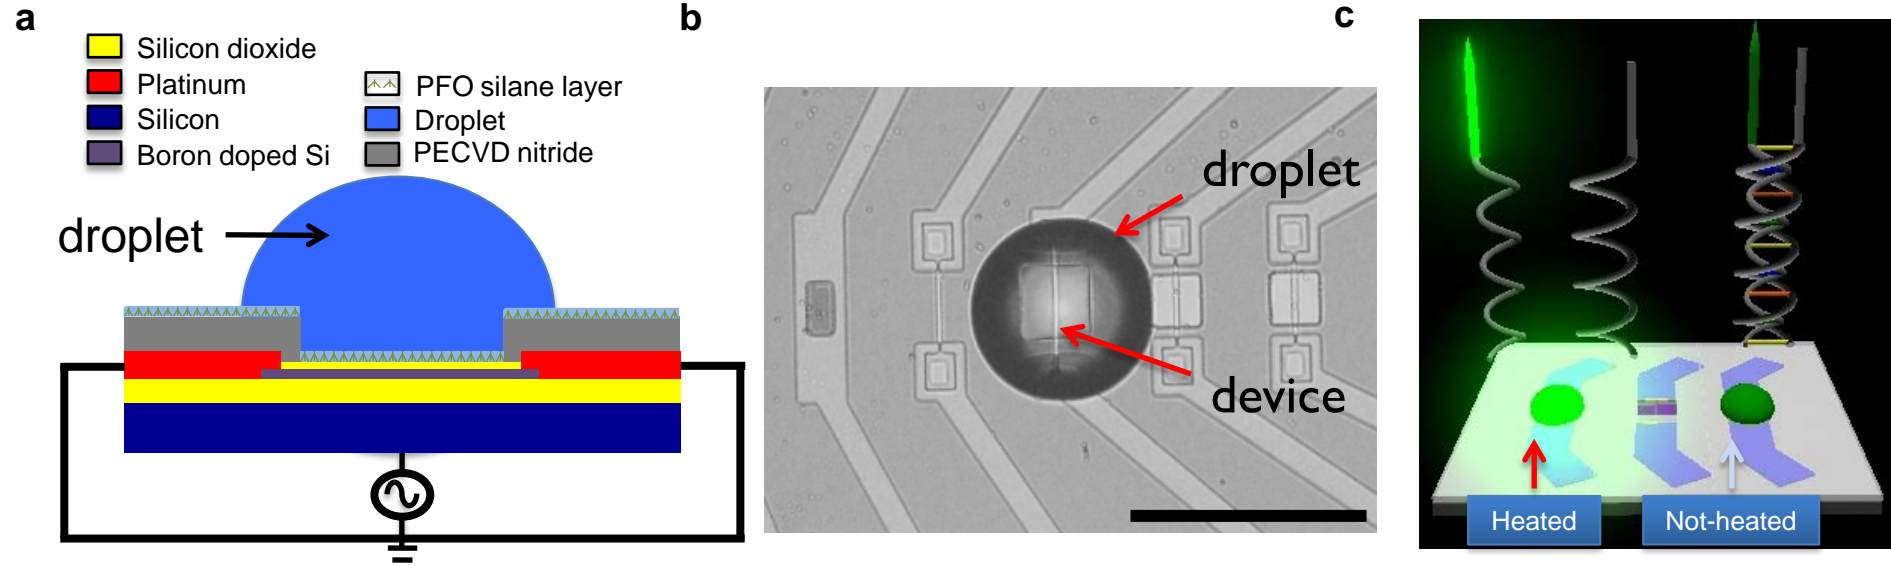 a
Silicon dioxide
Platinum
Silicon
Boron doped Si
PFO silane layer
Droplet
PECVD nitride
droplet
b
droplet
device
c
Heated
Not-heated